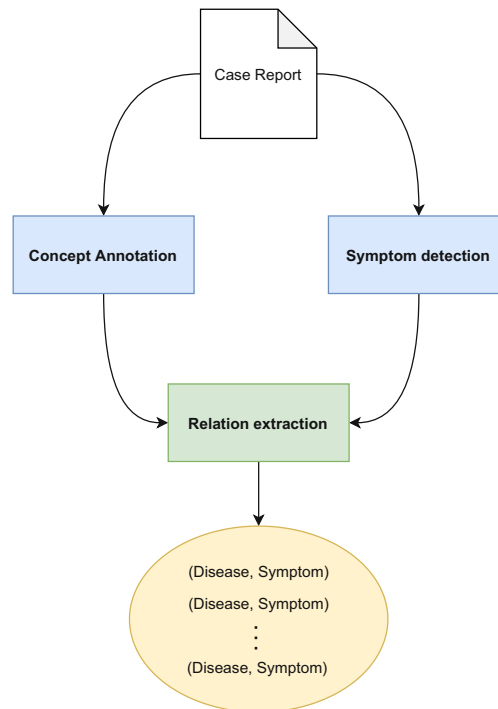 Case Report
Concept Annotation
Symptom detection
Relation extraction
(Disease, Symptom)
(Disease, Symptom)
⋮
(Disease, Symptom)